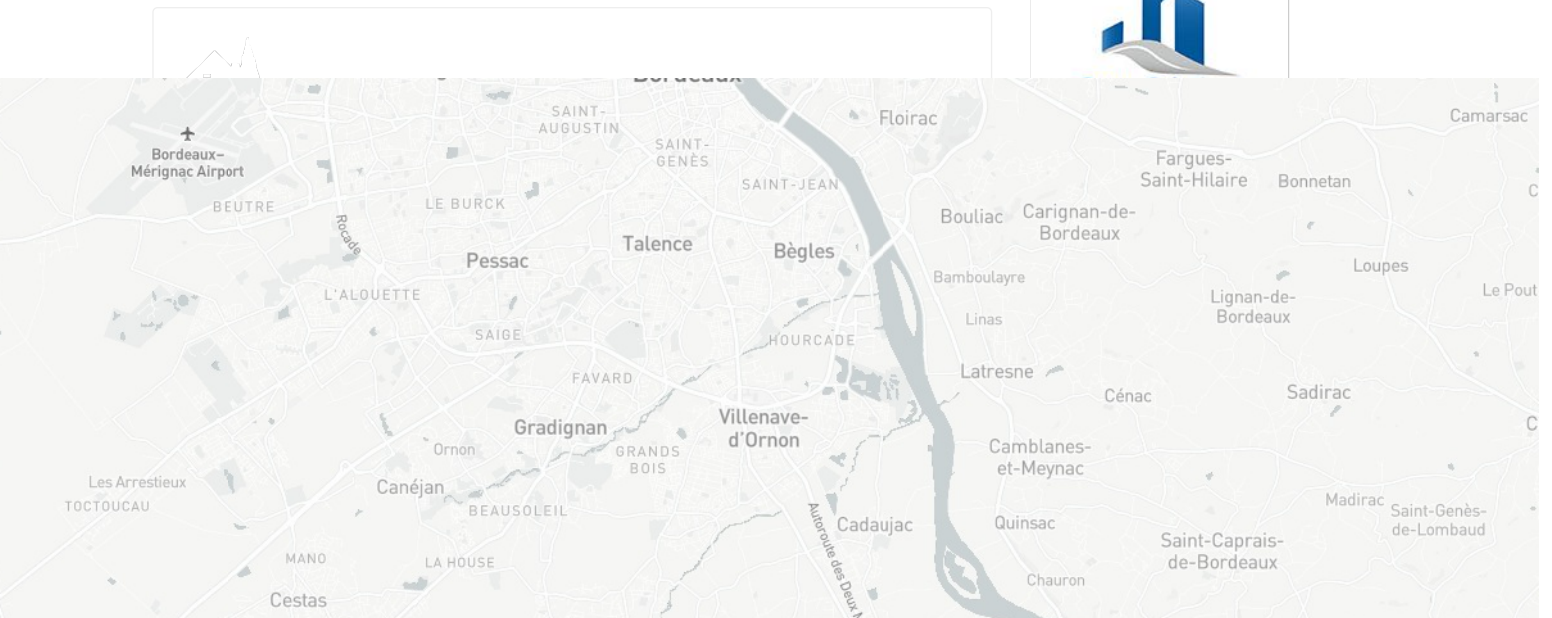 Bordeaux
SAINT-
AUGUSTIN
Floirac
Camarsac
Bordeaux–
Mérignac Airport
SAINT-
GENÈS
Fargues-
Saint-Hilaire
Bonnetan
SAINT-JEAN
BEUTRE
LE BURCK
Rocade
Bouliac
Carignan-de-
Bordeaux
Talence
Bègles
Pessac
Loupes
Bamboulayre
L'ALOUETTE
Le Pout
Lignan-de-
Bordeaux
Linas
SAIGE
HOURCADE
Latresne
FAVARD
Cénac
Sadirac
Villenave-
d'Ornon
Gradignan
Ornon
GRANDS
BOIS
Camblanes-
et-Meynac
Les Arrestieux
Canéjan
TOCTOUCAU
BEAUSOLEIL
Madirac
Saint-Genès-
de-Lombaud
Autoroute des Deux
Cadaujac
Quinsac
Saint-Caprais-
de-Bordeaux
MANO
LA HOUSE
Chauron
Cestas